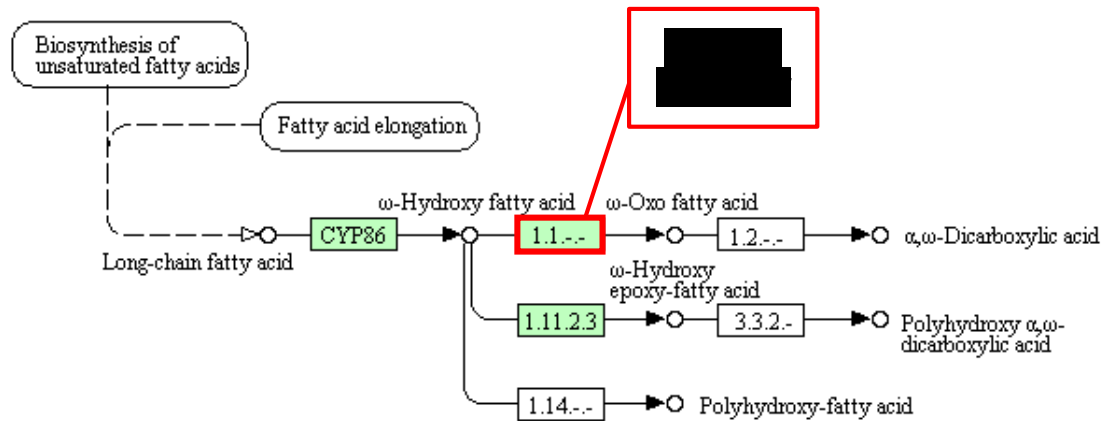 Biosynthesis of
unsaturated fatty acids
Fatty acid elongation
ω-Hydroxy fatty acid
ω-Oxo fatty acid
CYP86
1.1.-.-
1.2.-.-
α,ω-Dicarboxylic acid
Long-chain fatty acid
ω-Hydroxy
epoxy-fatty acid
1.11.2.3
3.3.2.-
Polyhydroxy α,ω-
dicarboxylic acid
1.14.-.-
Polyhydroxy-fatty acid